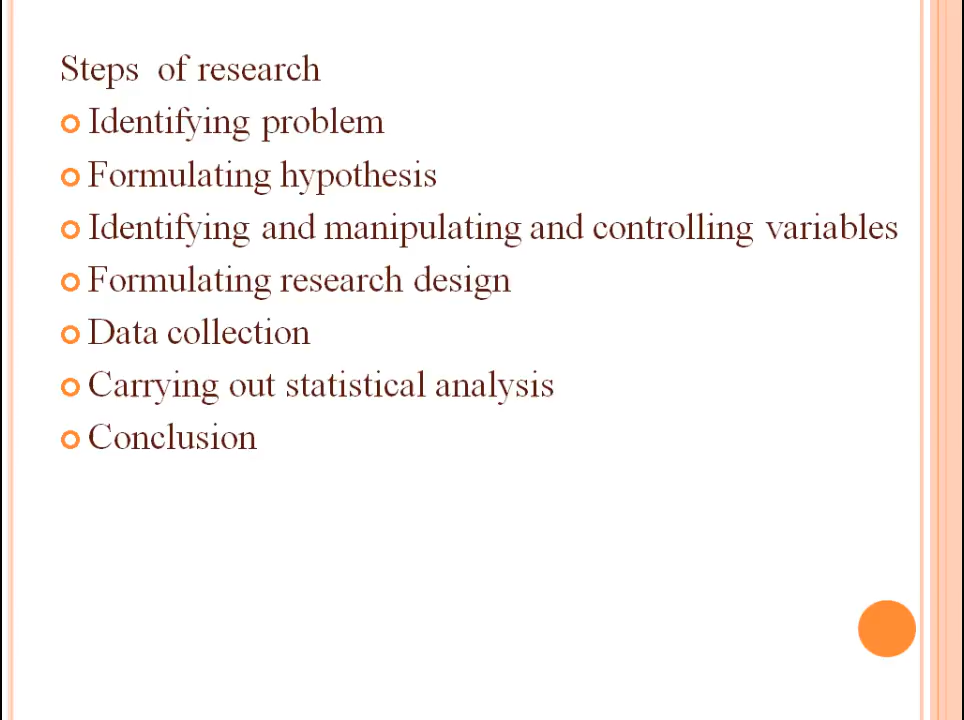 Steps of research
Identifying problem
Formulating hypothesis
Identifying and manipulating and controlling variables
Formulating research design
Data collection
Carrying out statistical analysis
Conclusion